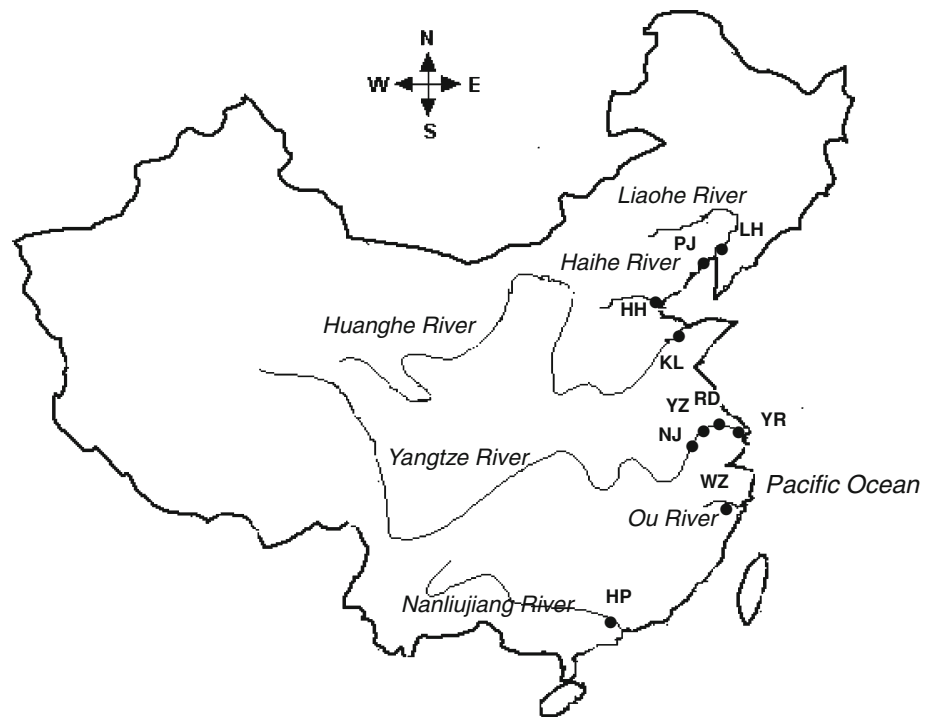 N
W E
S
Liaohe River
LH
PJ
Haihe River
HH
Huanghe River
KL
RD
YZ
YR
NJ
Yangtze River
WZ
Pacific Ocean
Ou River
HP
Nanliujiang River